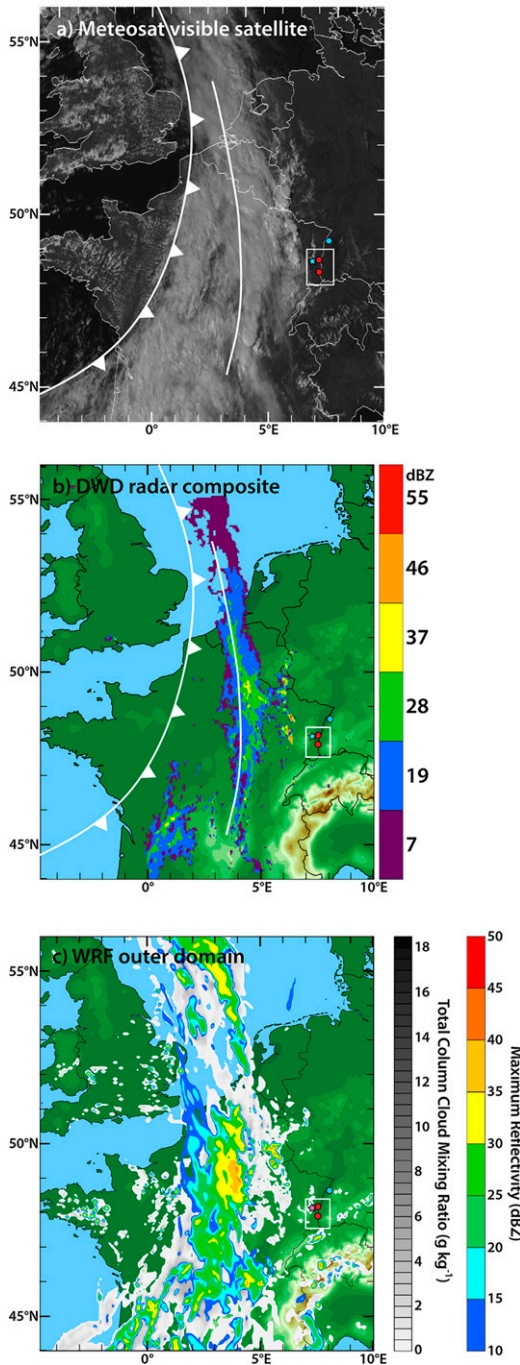 a) Meteosat visible satellite
50°N
45°N
0°
5°E
10°E
b) DWD radar composite
55°N
50°N
45°N
0°
5°E
10°E
dBZ
55
46
37
28
19
7
c) WRF outer domain
55°N
50°N
45°N
0°
5°E
10°E
18
16
14
12
10
8
6
4
2
0
Total Column Cloud Mixing Ratio (g kg-1)
50
45
40
35
30
25
20
15
10
Maximum Reflectivity (dBZ)